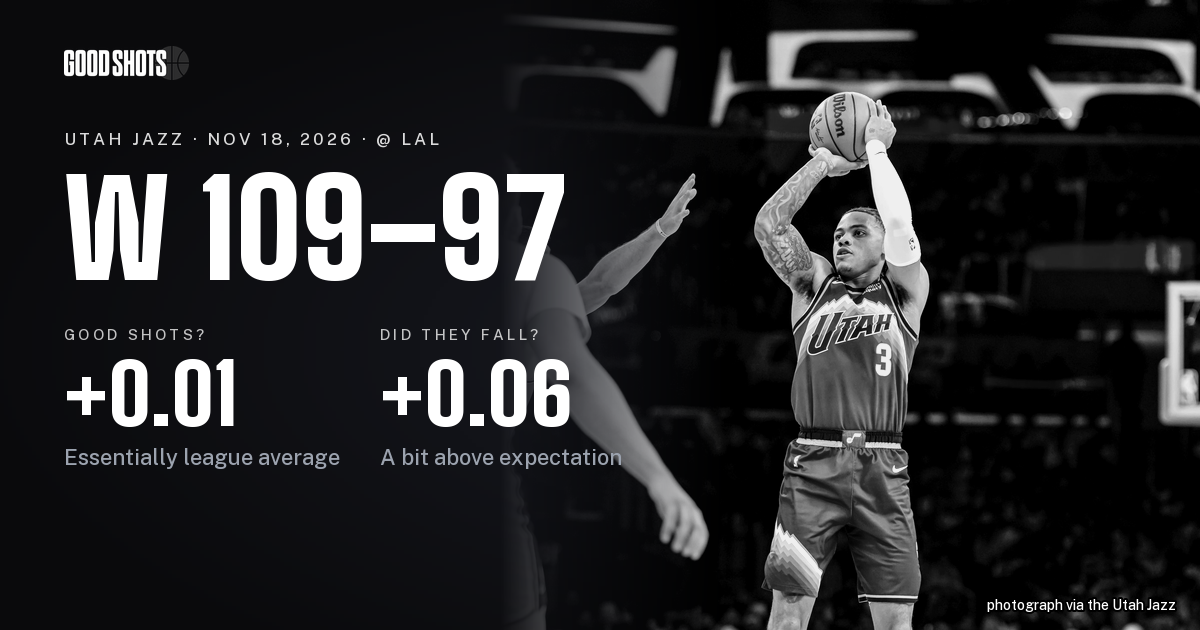 GOOD SHOTS
UTAH JAZZ · NOV 18, 2026 · @ LAL
W 109–97
GOOD SHOTS?
DID THEY FALL?
+0.01
+0.06
Essentially league average
A bit above expectation
Wilson
UTAH
3
photograph via the Utah Jazz